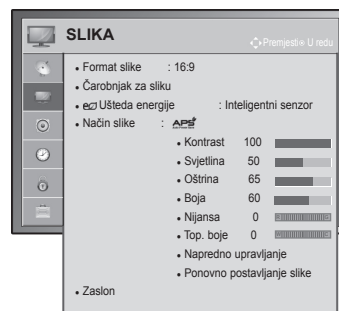 SLIKA
Premjesti U redu
• Format slike : 16:9
• Čarobnjak za sliku
• Ušteda energije : Inteligentni senzor
• Način slike : APS
• Kontrast 100
• Svjetlina 50
• Oštrina 65
• Boja 60
• Nijansa 0
• Top. boje 0
• Napredno upravljanje
• Ponovno postavljanje slike
• Zaslon